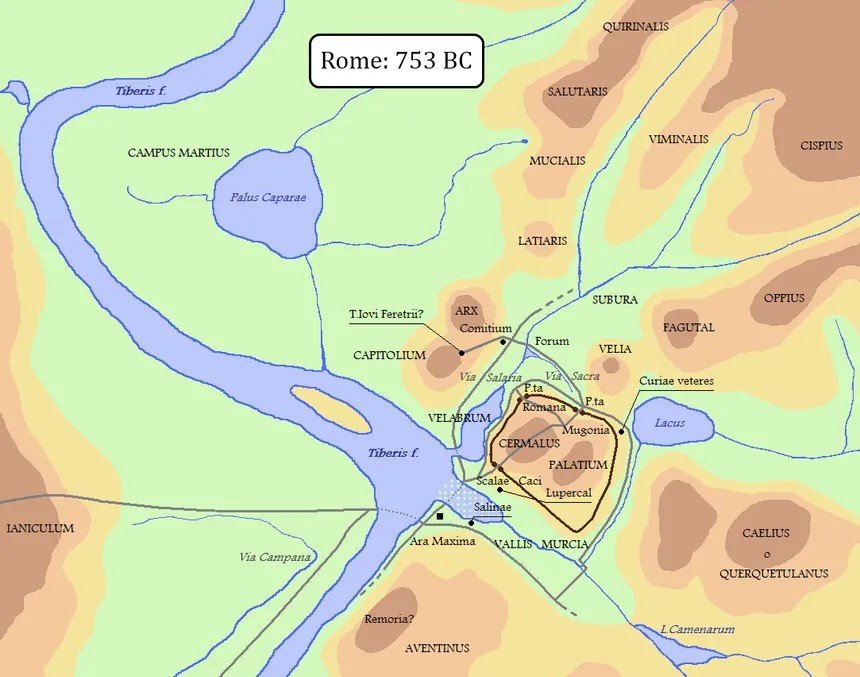 QUIRINALIS
Rome: 753 BC
Tiberis f.
SALUTARIS
VIMINALIS
CISPIUS
CAMPUS MARTIUS
MUCIALIS
Palus Caparae
LATIARIS
SUBURA
OPPIUS
T.Iovi Feretrii?
ARX
Comitium
FAGUTAL
Forum
VELIA
CAPITOLIUM
Via Salaria
Via Sacra
Curiae veteres
P.ta
Romana
P.ta
Mugonia
VELABRUM
Lacus
CERMALUS
Tiberis f.
PALATIUM
Scalae Caci
Lupercal
Salinae
IANICULUM
Ara Maxima
VALLIS MURCIA
CAELIUS
o
QUERQUETULANUS
Via Campana
Remoria?
L.Camenarum
AVENTINUS